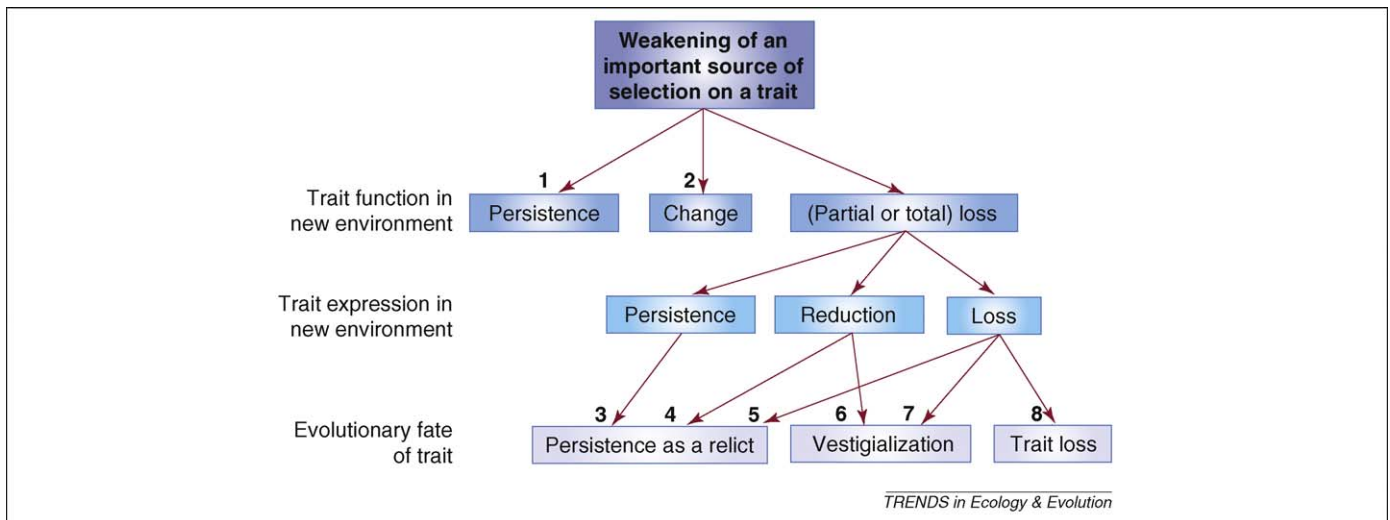 Weakening of an
important source of
selection on a trait
1
2
Trait function in
new environment
Persistence
Change
(Partial or total) loss
Trait expression in
new environment
Persistence
Reduction
Loss
3
4
5
6
7
8
Evolutionary fate
of trait
Persistence as a relict
Vestigialization
Trait loss
TRENDS in Ecology & Evolution